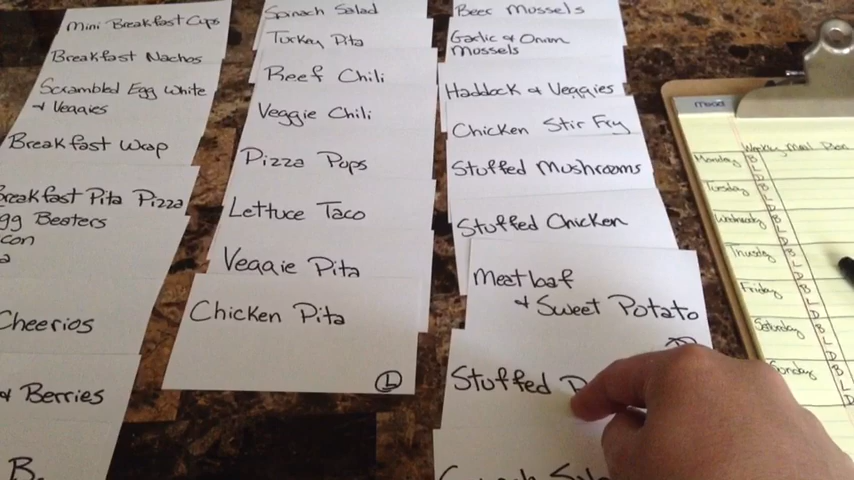 Mini Breakfast Cups
Breakfast Nachos
Scrambled Egg White
& Veggies
Breakfast Wrap
Breakfast Pita Pizza
Beaters
Cheerios
& Berries
B.
Spinach Salad
Turkey Pita
Beef Chili
Veggie Chili
Pizza Pops
Lettuce Taco
Veggie Pita
Chicken Pita
L
Beer Mussels
Garlic & Onion
Mussels
Haddock & Veggies
Chicken Stir Fry
Stuffed Mushrooms
Stuffed Chicken
Meatloaf
& Sweet Potato
Stuffed
Mead
Weekly Meal Plan
Monday B
L
D
Tuesday B
L
D
Wednesday B
L
D
Thursday B
L
D
Friday B
L
D
Saturday B
L
D
Sunday B
L
D